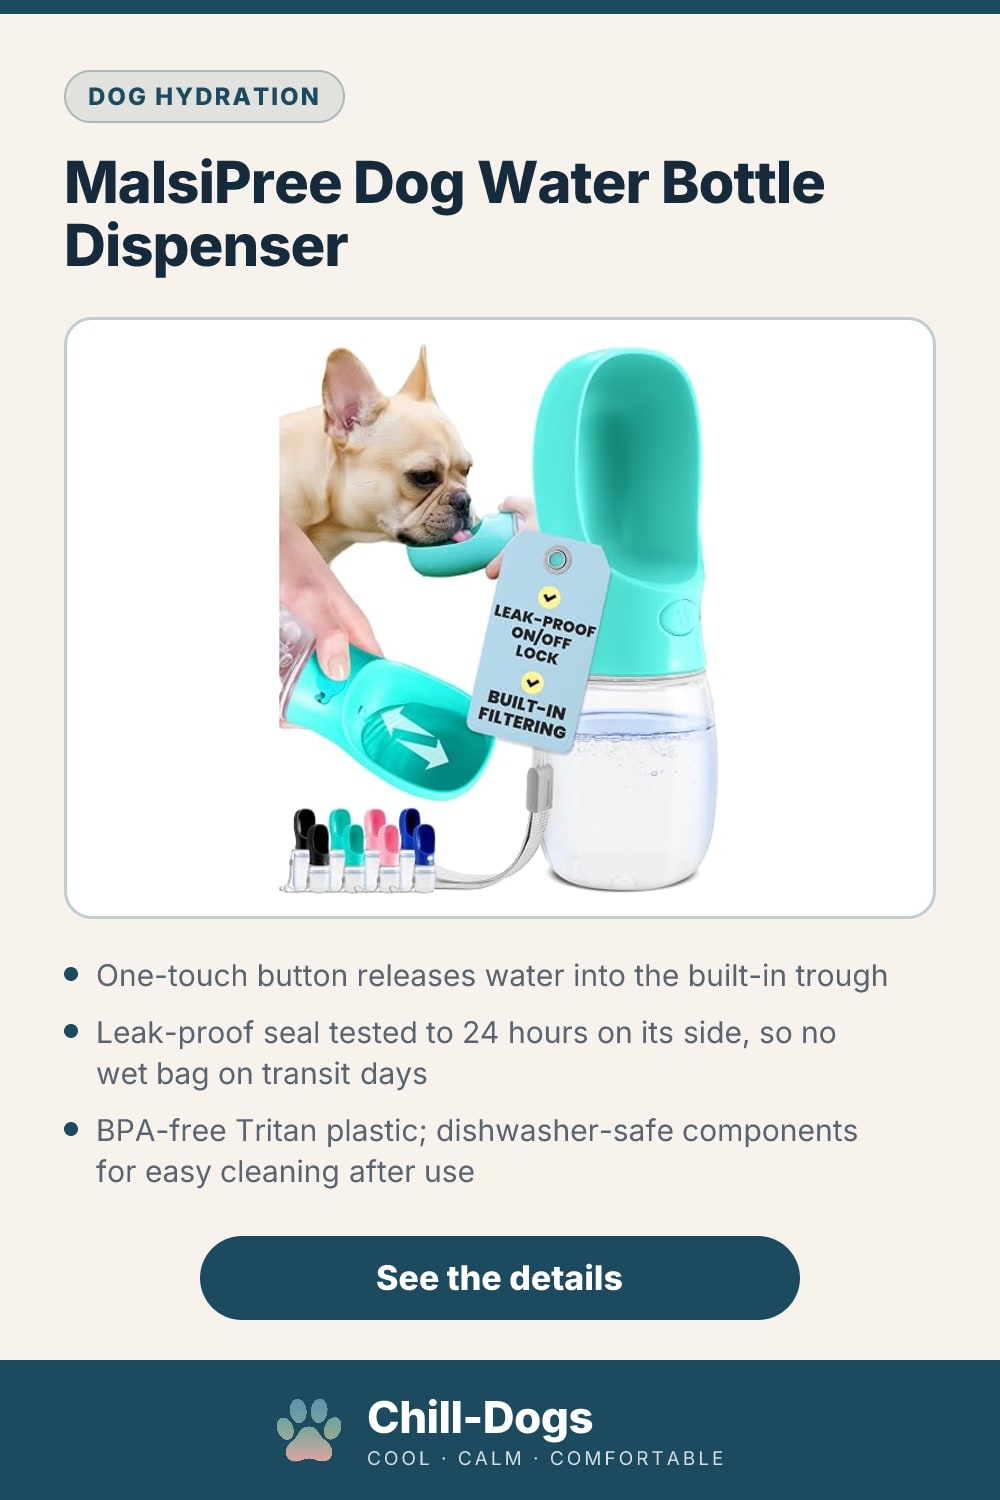 DOG HYDRATION
MalsiPree Dog Water Bottle
Dispenser
LEAK-PROOF
ON/OFF
LOCK
BUILT-IN
FILTERING
One-touch button releases water into the built-in trough
Leak-proof seal tested to 24 hours on its side, so no
wet bag on transit days
BPA-free Tritan plastic; dishwasher-safe components
for easy cleaning after use
See the details
Chill-Dogs
COOL · CALM · COMFORTABLE